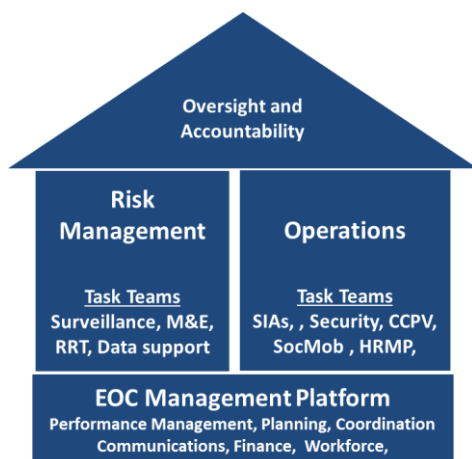 Oversight and
Accountability
Risk
Management
Task Teams
Surveillance, M&E,
RRT, Data support
Operations
Task Teams
SIAs, , Security, CCPV,
SocMob , HRMP,
EOC Management Platform
Performance Management, Planning, Coordination
Communications, Finance, Workforce,